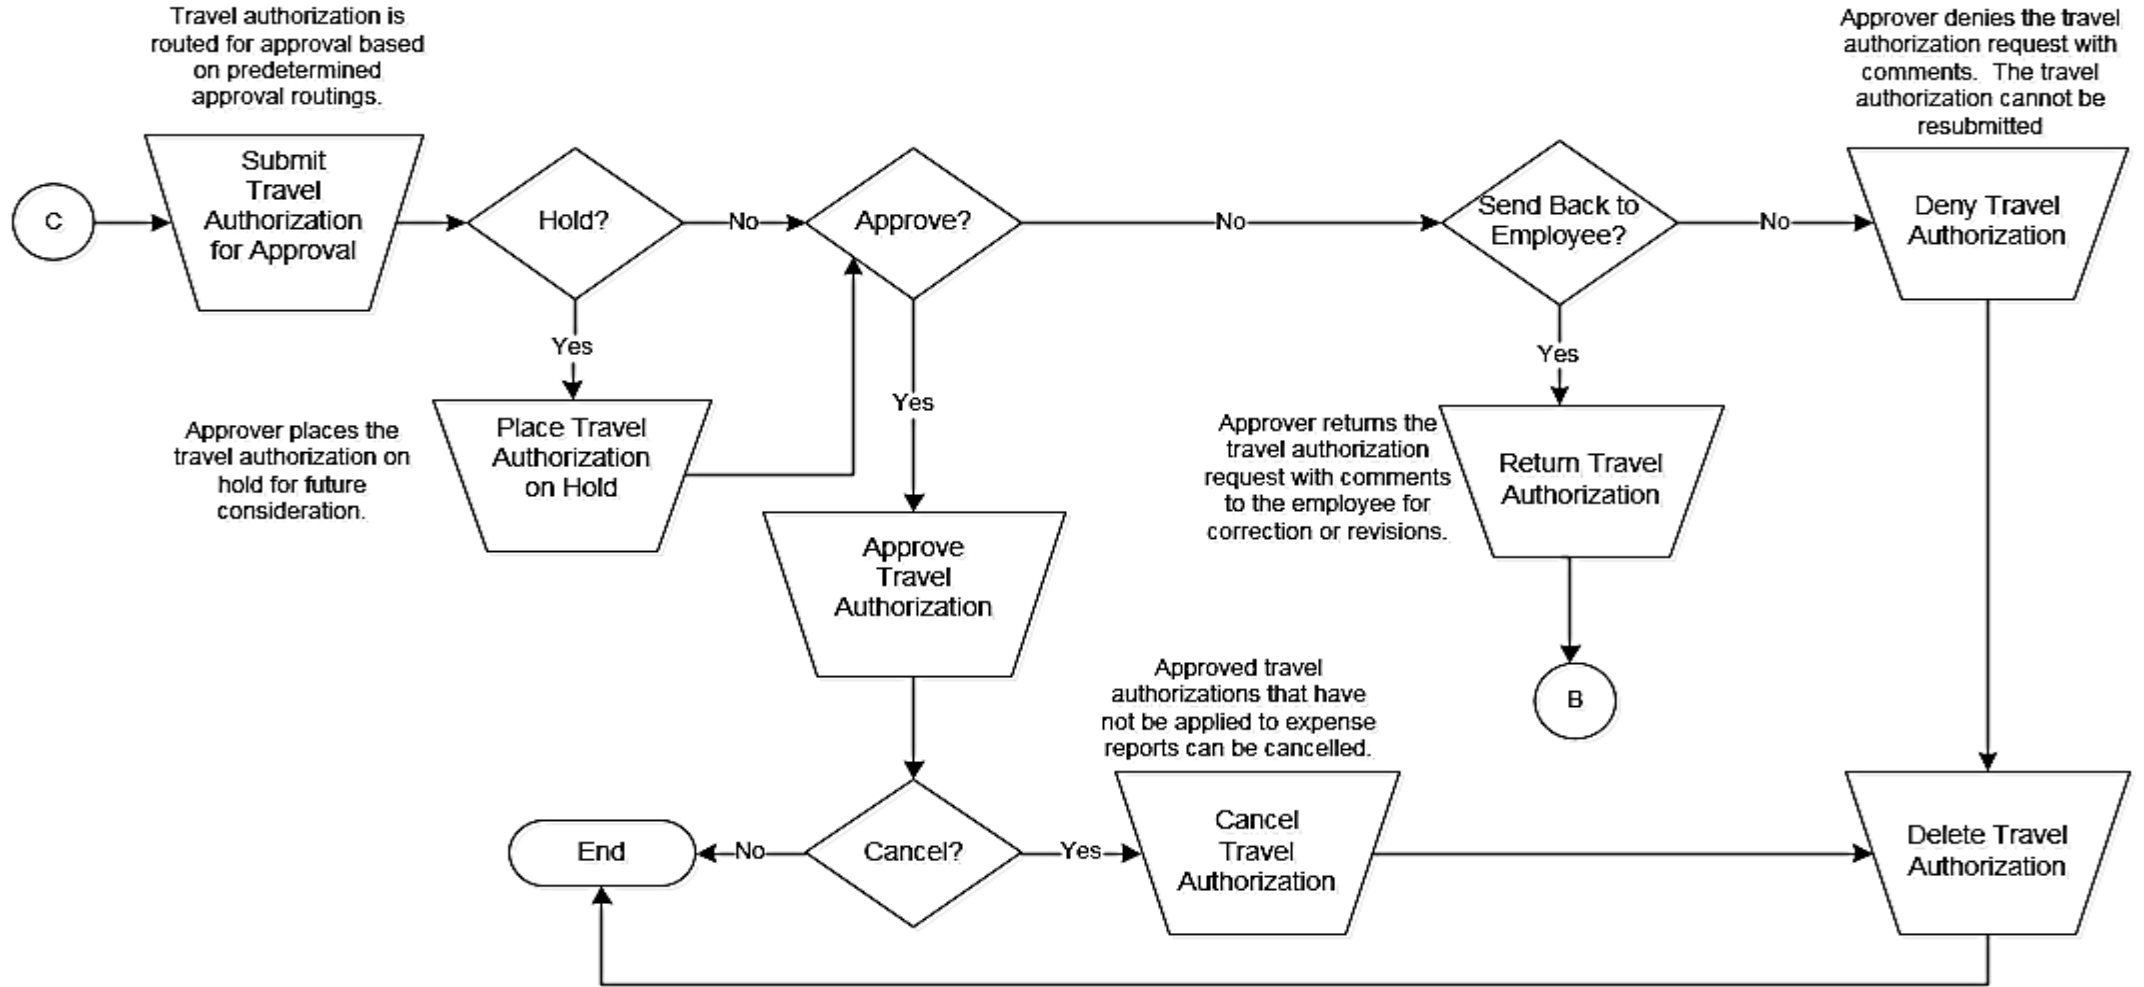 Travel authorization is
routed for approval based
on predetermined
approval routings.
Approver denies the travel
authorization request with
comments. The travel
authorization cannot be
resubmitted
C
Submit
Travel
Authorization
for Approval
Hold?
No
Approve?
No
Send Back to
Employee?
No
Deny Travel
Authorization
Yes
Yes
Yes
Approver places the
travel authorization on
hold for future
consideration.
Place Travel
Authorization
on Hold
Approver returns the
travel authorization
request with comments
to the employee for
correction or revisions.
Return Travel
Authorization
Approve
Travel
Authorization
Approved travel
authorizations that have
not be applied to expense
reports can be cancelled.
B
End
No
Cancel?
Yes
Cancel
Travel
Authorization
Delete Travel
Authorization